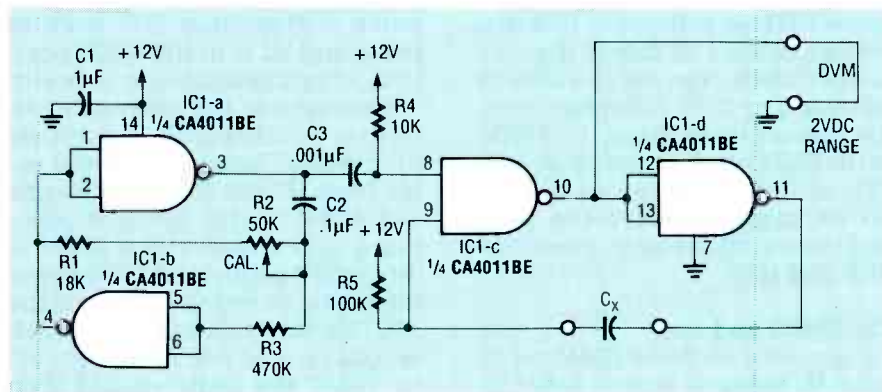 C1
1µF
+12V
14
IC1-a
1/4 CA4011BE
1
2
3
C3
.001µF
+12V
R4
10K
8
9
10
IC1-c
1/4 CA4011BE
DVM
2VDC
RANGE
IC1-d
1/4 CA4011BE
12
13
11
7
R2
50K
CAL.
C2
.1µF
R1
18K
IC1-b
1/4 CA4011BE
4
5
6
R3
470K
+12V
R5
100K
CX